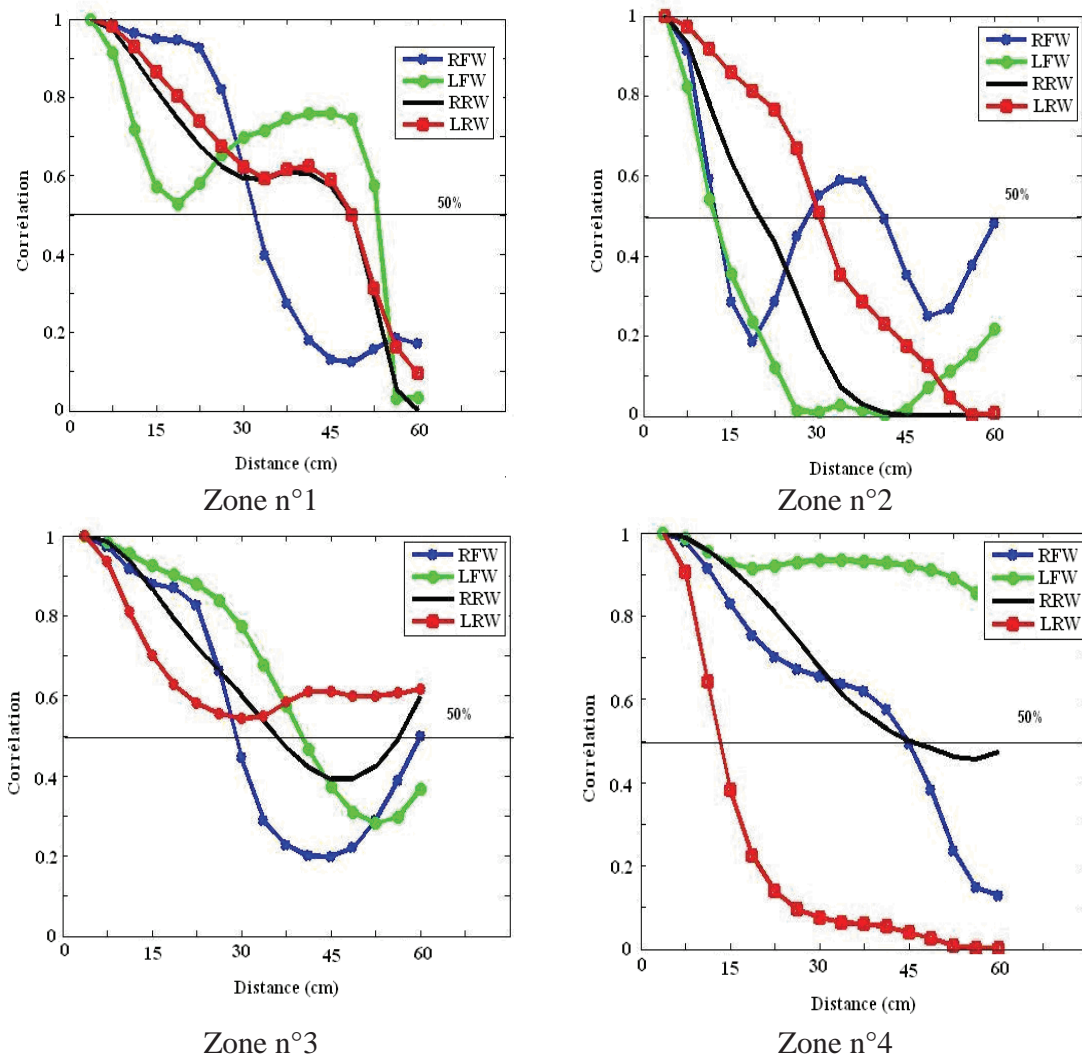 1
0.8
0.6
0.4
0.2
0
Corrélation
RFW
LFW
RRW
LRW
50%
0
15
30
45
60
Distance (cm)
Zone n°1
1
0.8
0.6
0.4
0.2
0
Corrélation
RFW
LFW
RRW
LRW
50%
0
15
30
45
60
Distance (cm)
Zone n°2
1
0.8
0.6
0.4
0.2
0
Corrélation
RFW
LFW
RRW
LRW
50%
0
15
30
45
60
Distance (cm)
Zone n°3
1
0.8
0.6
0.4
0.2
0
Corrélation
RFW
LFW
RRW
LRW
50%
0
15
30
45
60
Distance (cm)
Zone n°4